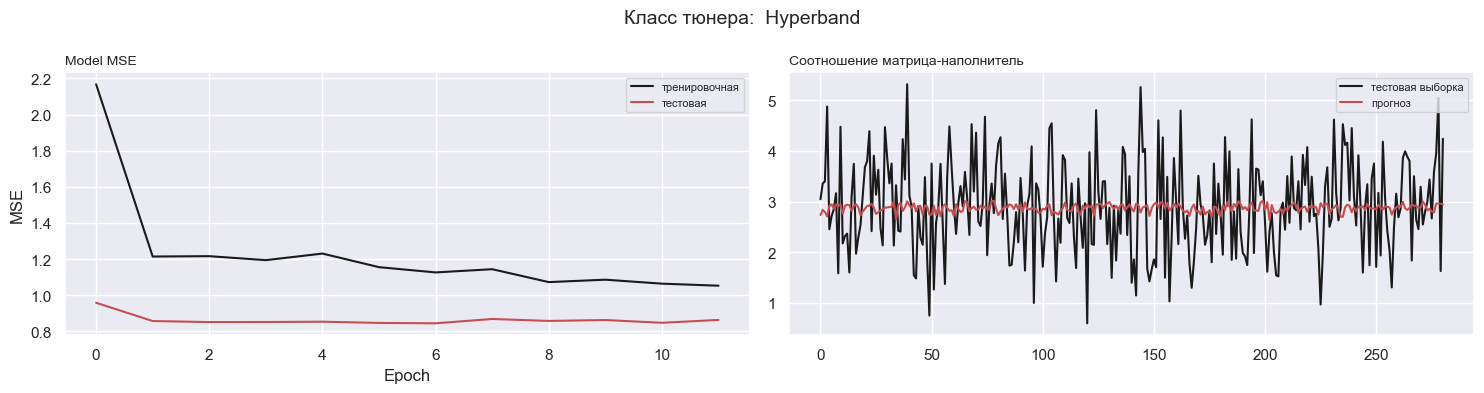 Класс тюнера:  Hyperband
Model MSE
тренировочная
тестовая
2.2
2.0
1.8
1.6
1.4
1.2
1.0
0.8
MSE
0 2 4 6 8 10
Epoch
Соотношение матрица-наполнитель
тестовая выборка
прогноз
5
4
3
2
1
0 50 100 150 200 250